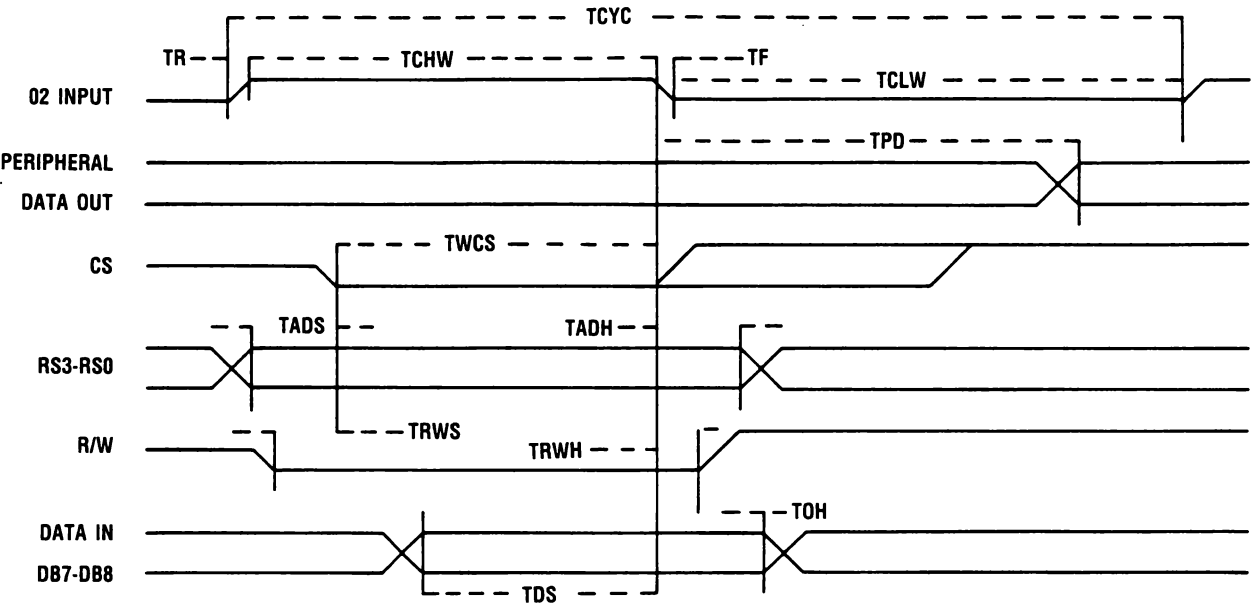 TCYC
TR
TCHW
TF
TCLW
02 INPUT
TPD
PERIPHERAL
DATA OUT
TWCS
CS
TADS
TADH
RS3-RS0
TRWS
R/W
TRWH
TOH
DATA IN
DB7-DB8
TDS